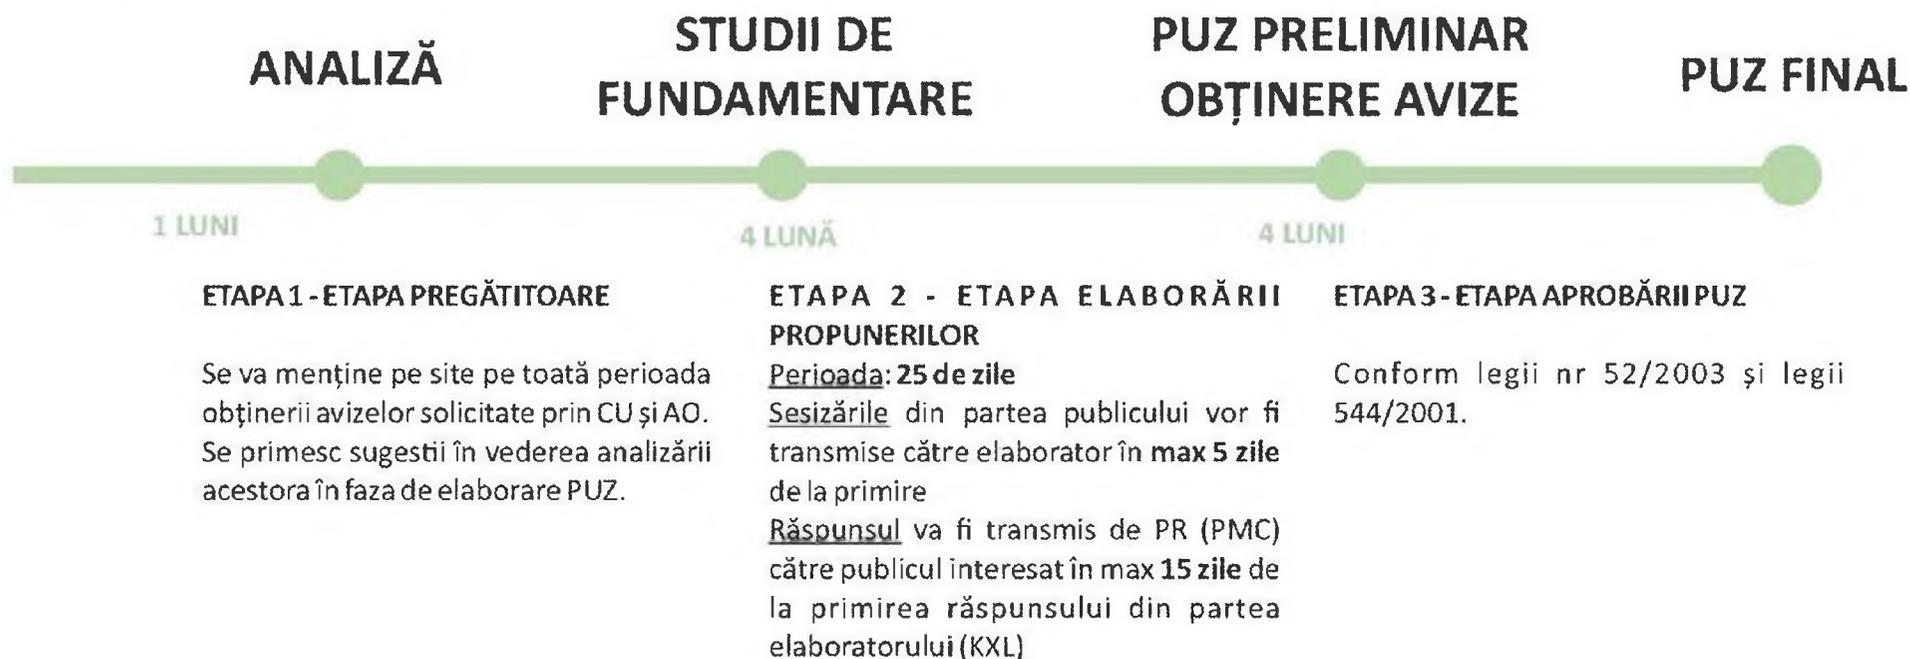 ANALIZĂ
STUDII DE
FUNDAMENTARE
PUZ PRELIMINAR
OBȚINERE AVIZE
PUZ FINAL
1 LUNI
4 LUNĂ
4 LUNI
ETAPA 1 - ETAPA PREGĂTITOARE
Se va menține pe site pe toată perioada
obținerii avizelor solicitate prin CU și AO.
Se primesc sugestii în vederea analizării
acestora în faza de elaborare PUZ.
ETAPA 2 - ETAPA ELABORĂRII
PROPUNERILOR
Perioada: 25 de zile
Sesizările din partea publicului vor fi
transmise către elaborator în max 5 zile
de la primire
Răspunsul va fi transmis de PR (PMC)
către publicul interesat în max 15 zile de
la primirea răspunsului din partea
elaboratorului (KXL)
ETAPA 3 - ETAPA APROBĂRII PUZ
Conform legii nr 52/2003 și legii
544/2001.